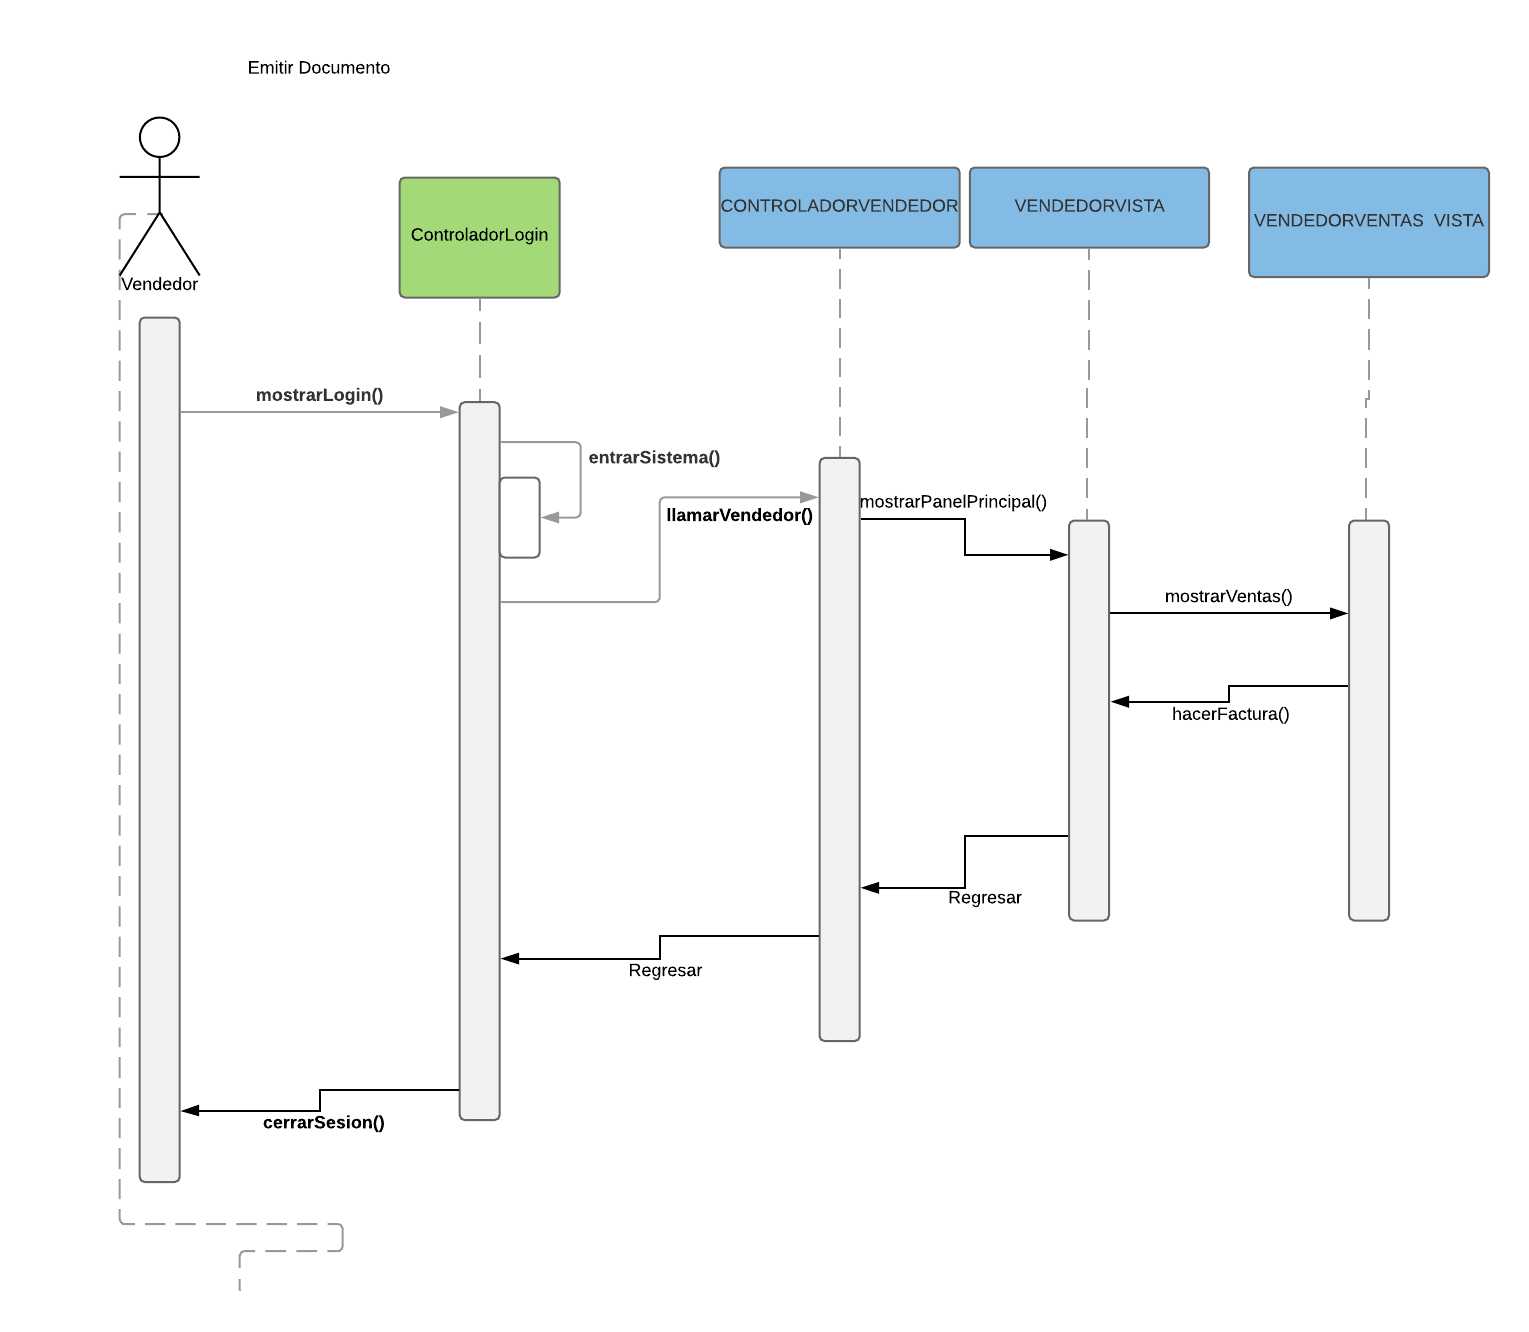 Emitir Documento
Vendedor
ControladorLogin
CONTROLADORVENDEDOR
VENDEDORVISTA
VENDEDORVENTAS VISTA
mostrarLogin()
entrarSistema()
llamarVendedor()
mostrarPanelPrincipal()
mostrarVentas()
hacerFactura()
Regresar
Regresar
cerrarSesion()